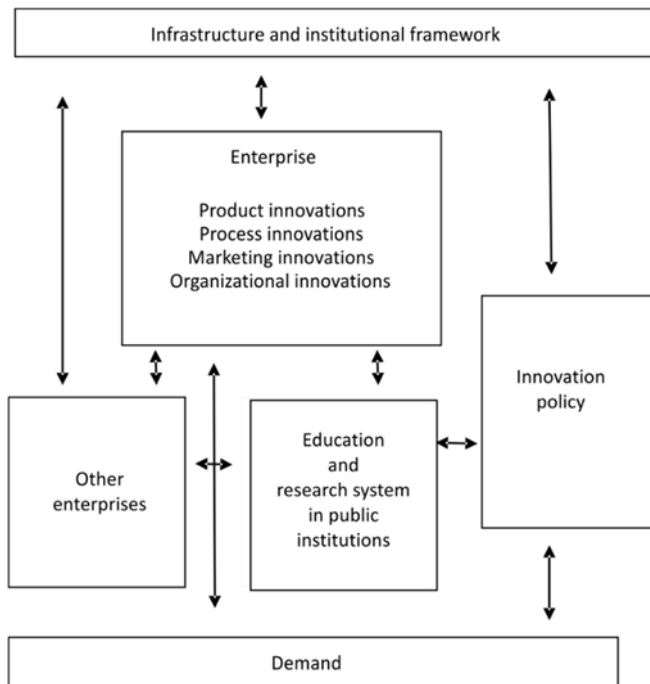 Infrastructure and institutional framework
Enterprise
Product innovations
Process innovations
Marketing innovations
Organizational innovations
Innovation
policy
Other
enterprises
Education
and
research system
in public
institutions
Demand